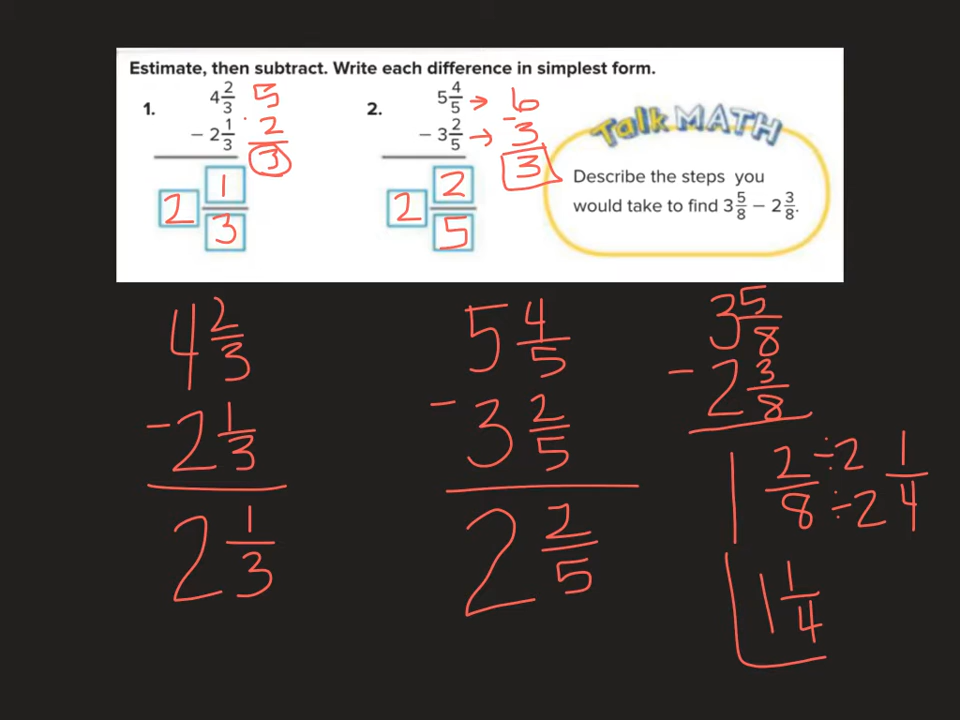 Estimate, then subtract. Write each difference in simplest form.
1. 4 2/3 5
− 2 1/3 · 2
3
2 1/3
2. 5 4/5 → 6
− 3 2/5 → − 3
3
2 2/5
Talk MATH
Describe the steps you
would take to find 3 5/8 − 2 3/8.
4 2/3
− 2 1/3
2 1/3
5 4/5
− 3 2/5
2 2/5
3 5/8
− 2 3/8
1 2/8 ÷2/÷2 1/4
1 1/4